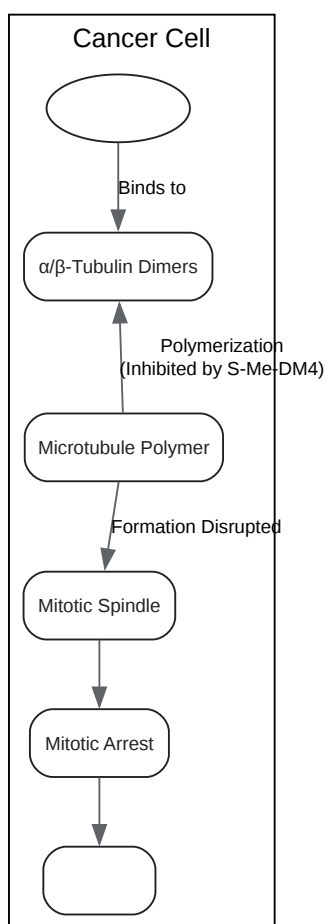 Cancer Cell
Binds to
α/β-Tubulin Dimers
Polymerization
(Inhibited by S-Me-DM4)
Microtubule Polymer
Formation Disrupted
Mitotic Spindle
Mitotic Arrest